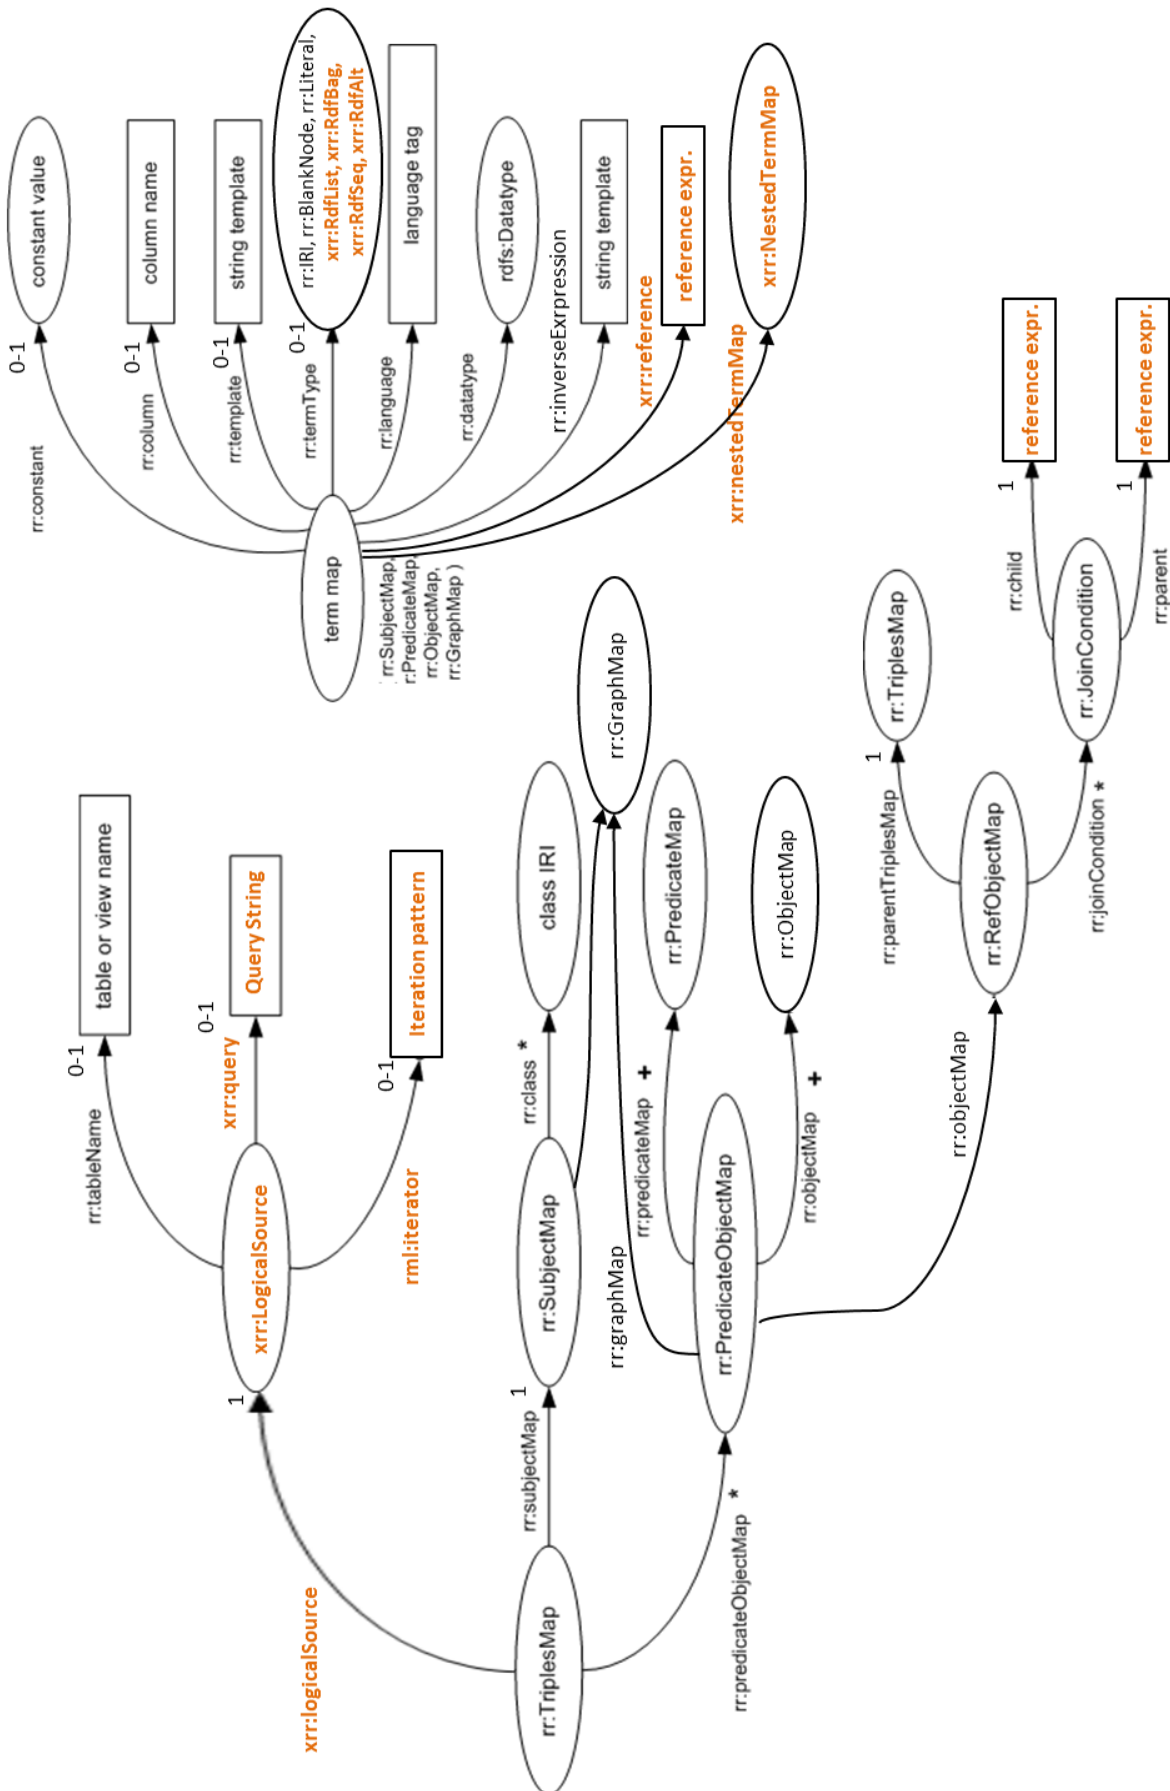 xrr:logicalSource
1
xrr:LogicalSource
rr:tableName
0-1
table or view name
xrr:query
0-1
Query String
rml:iterator
0-1
Iteration pattern
rr:TriplesMap
rr:subjectMap
1
rr:SubjectMap
rr:class *
class IRI
rr:graphMap
rr:GraphMap
rr:predicateObjectMap *
rr:PredicateObjectMap
rr:predicateMap +
rr:PredicateMap
rr:objectMap +
rr:ObjectMap
rr:objectMap
rr:RefObjectMap
rr:parentTriplesMap
1
rr:TriplesMap
rr:joinCondition *
rr:JoinCondition
rr:child
1
reference expr.
rr:parent
1
reference expr.
term map
( rr:SubjectMap,
r:PredicateMap,
rr:ObjectMap,
rr:GraphMap )
rr:constant
0-1
constant value
rr:column
0-1
column name
rr:template
0-1
string template
rr:termType
0-1
rr:IRI, rr:BlankNode, rr:Literal,
xrr:RdfList, xrr:RdfBag,
xrr:RdfSeq, xrr:RdfAlt
rr:language
language tag
rr:datatype
rdfs:Datatype
rr:inverseExrpression
string template
xrr:reference
reference expr.
xrr:nestedTermMap
xrr:NestedTermMap